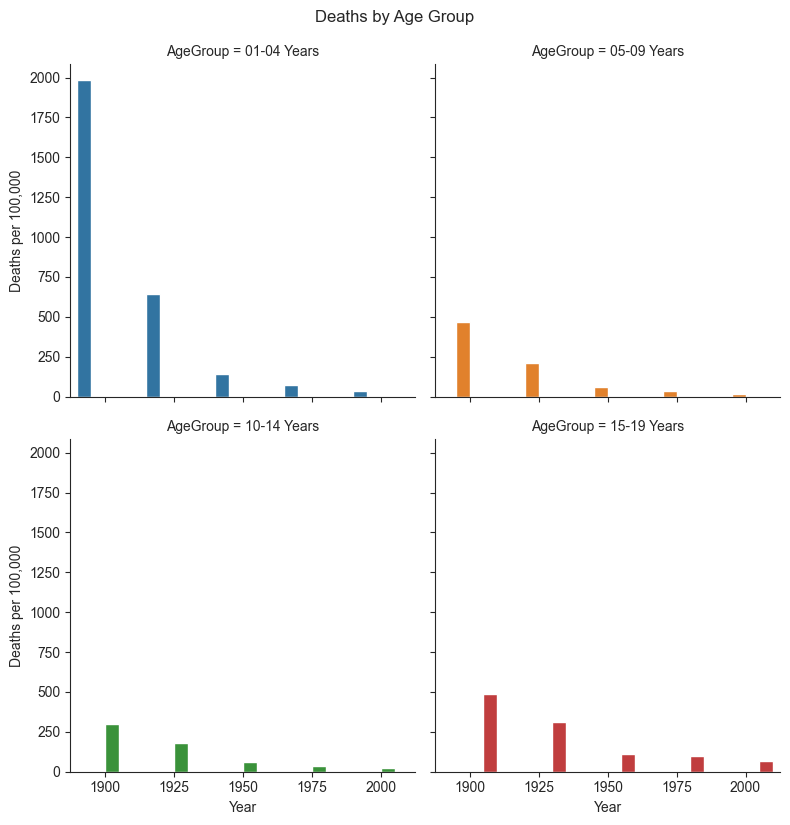 Deaths by Age Group
AgeGroup = 01-04 Years
AgeGroup = 05-09 Years
2000
1750
1500
1250
1000
750
500
250
0
Deaths per 100,000
AgeGroup = 10-14 Years
AgeGroup = 15-19 Years
2000
1750
1500
1250
1000
750
500
250
0
Deaths per 100,000
1900 1925 1950 1975 2000
Year
1900 1925 1950 1975 2000
Year